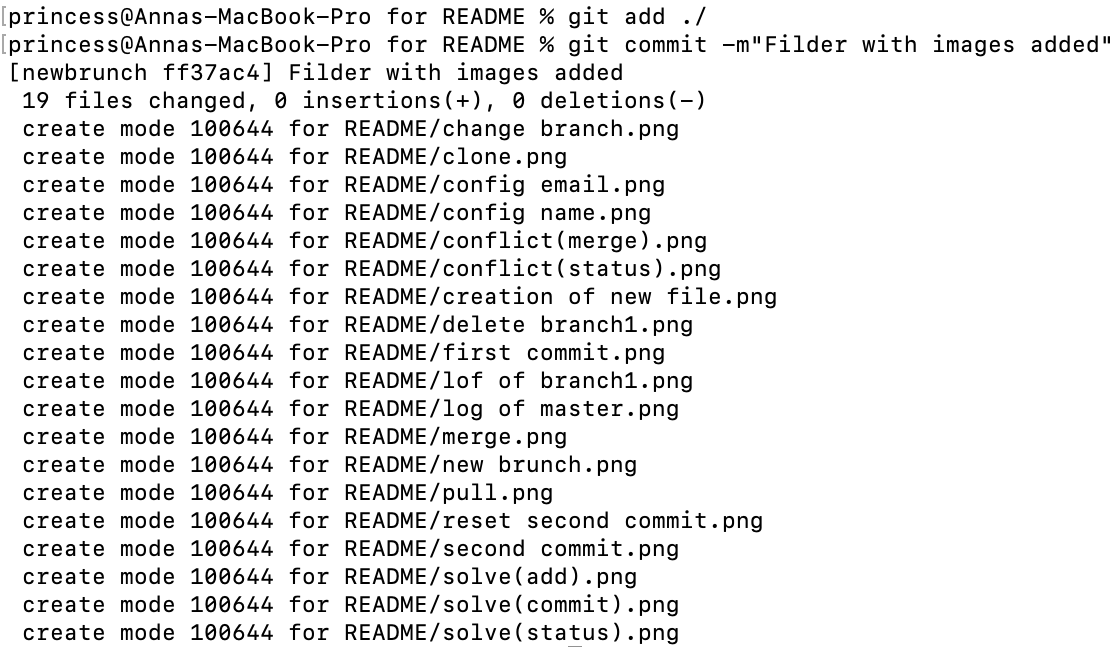 [princess@Annas-MacBook-Pro for README % git add ./
[princess@Annas-MacBook-Pro for README % git commit -m"Filder with images added"
[newbrunch ff37ac4] Filder with images added
19 files changed, 0 insertions(+), 0 deletions(-)
create mode 100644 for README/change branch.png
create mode 100644 for README/clone.png
create mode 100644 for README/config email.png
create mode 100644 for README/config name.png
create mode 100644 for README/conflict(merge).png
create mode 100644 for README/conflict(status).png
create mode 100644 for README/creation of new file.png
create mode 100644 for README/delete branch1.png
create mode 100644 for README/first commit.png
create mode 100644 for README/lof of branch1.png
create mode 100644 for README/log of master.png
create mode 100644 for README/merge.png
create mode 100644 for README/new brunch.png
create mode 100644 for README/pull.png
create mode 100644 for README/reset second commit.png
create mode 100644 for README/second commit.png
create mode 100644 for README/solve(add).png
create mode 100644 for README/solve(commit).png
create mode 100644 for README/solve(status).png